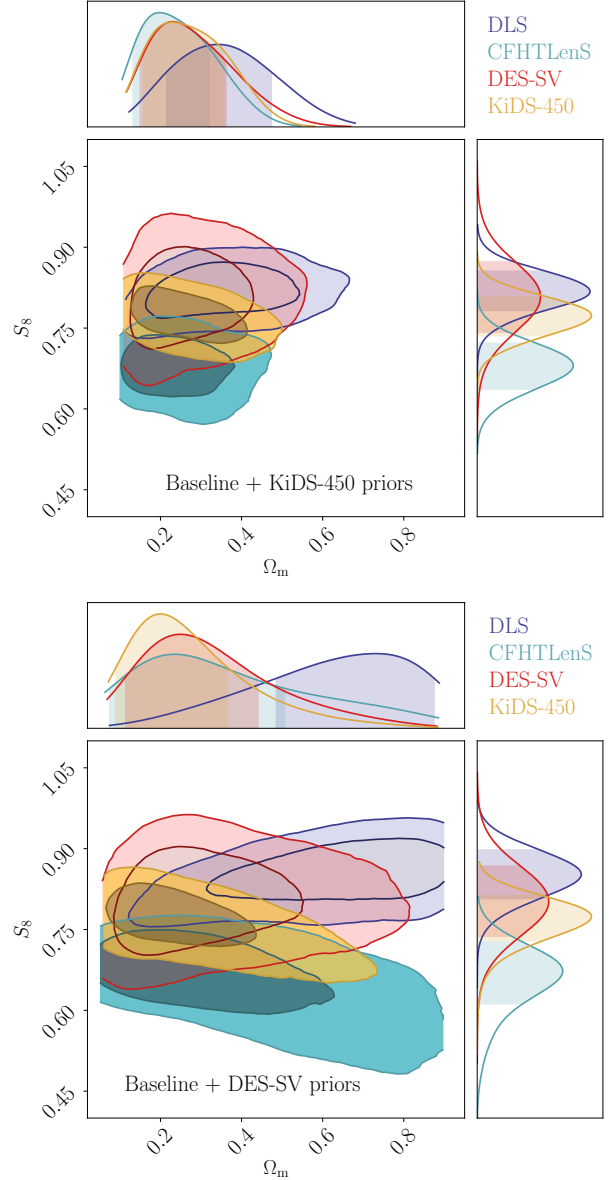 DLS
CFHTLenS
DES-SV
KiDS-450
1.05
0.90
0.75
0.60
0.45
S₈
Baseline + KiDS-450 priors
0.2 0.4 0.6 0.8
Ωₘ
DLS
CFHTLenS
DES-SV
KiDS-450
1.05
0.90
0.75
0.60
0.45
S₈
Baseline + DES-SV priors
0.2 0.4 0.6 0.8
Ωₘ